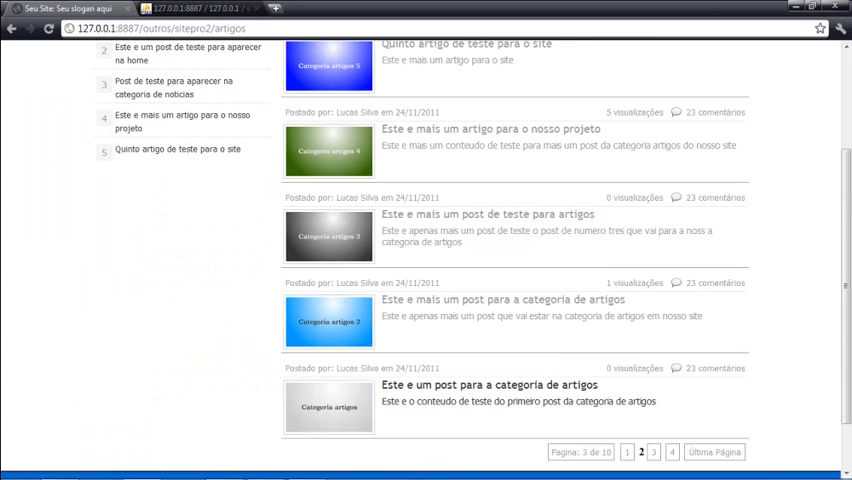 Seu Site: Seu slogan aqui
127.0.0.1:8887 / 127.0.0.1 /
127.0.0.1:8887/outros/sitepro2/artigos
2 Este e um post de teste para aparecer
na home
3 Post de teste para aparecer na
categoria de noticias
4 Este e mais um artigo para o nosso
projeto
5 Quinto artigo de teste para o site
Categoria artigos 5
Quinto artigo de teste para o site
Este e mais um artigo para o site
Postado por: Lucas Silva em 24/11/2011 5 visualizações 23 comentários
Categoria artigos 4
Este e mais um artigo para o nosso projeto
Este e mais um conteudo de teste para mais um post da categoria artigos do nosso site
Postado por: Lucas Silva em 24/11/2011 0 visualizações 23 comentários
Categoria artigos 3
Este e mais um post de teste para artigos
Este e apenas mais um post de teste o post de numero tres que vai para a noss a
categoria de artigos
Postado por: Lucas Silva em 24/11/2011 1 visualizações 23 comentários
Categoria artigos 2
Este e mais um post para a categoria de artigos
Este e apenas mais um post que vai estar na categoria de artigos em nosso site
Postado por: Lucas Silva em 24/11/2011 0 visualizações 23 comentários
Categoria artigos
Este e um post para a categoria de artigos
Este e o conteudo de teste do primeiro post da categoria de artigos
Pagina: 3 de 10 1 2 3 4 Última Página